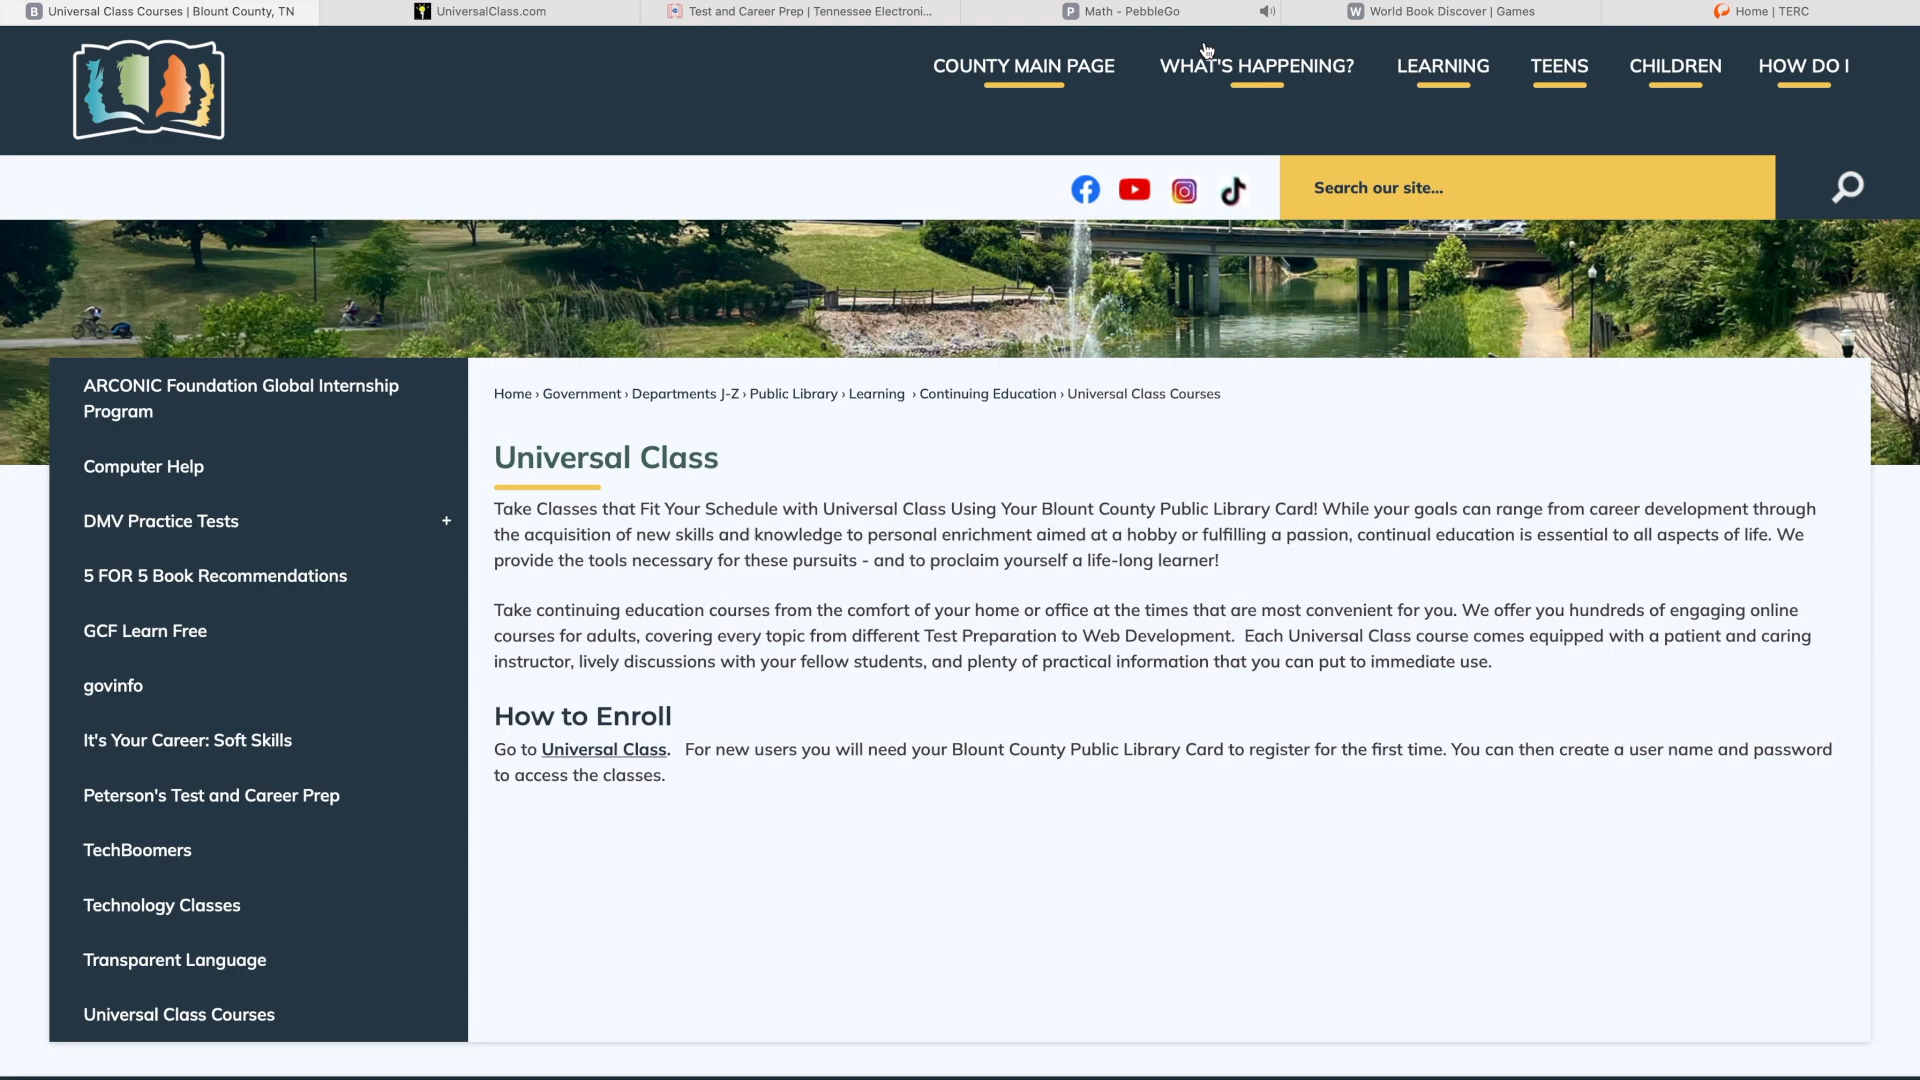 B Universal Class Courses | Blount County, TN
UniversalClass.com
Test and Career Prep | Tennessee Electroni...
P Math - PebbleGo
W World Book Discover | Games
Home | TERC
COUNTY MAIN PAGE
WHAT'S HAPPENING?
LEARNING
TEENS
CHILDREN
HOW DO I
Search our site...
ARCONIC Foundation Global Internship
Program
Computer Help
DMV Practice Tests +
5 FOR 5 Book Recommendations
GCF Learn Free
govinfo
It's Your Career: Soft Skills
Peterson's Test and Career Prep
TechBoomers
Technology Classes
Transparent Language
Universal Class Courses
Home › Government › Departments J-Z › Public Library › Learning › Continuing Education › Universal Class Courses
Universal Class
Take Classes that Fit Your Schedule with Universal Class Using Your Blount County Public Library Card! While your goals can range from career development through
the acquisition of new skills and knowledge to personal enrichment aimed at a hobby or fulfilling a passion, continual education is essential to all aspects of life. We
provide the tools necessary for these pursuits - and to proclaim yourself a life-long learner!
Take continuing education courses from the comfort of your home or office at the times that are most convenient for you. We offer you hundreds of engaging online
courses for adults, covering every topic from different Test Preparation to Web Development. Each Universal Class course comes equipped with a patient and caring
instructor, lively discussions with your fellow students, and plenty of practical information that you can put to immediate use.
How to Enroll
Go to Universal Class. For new users you will need your Blount County Public Library Card to register for the first time. You can then create a user name and password
to access the classes.